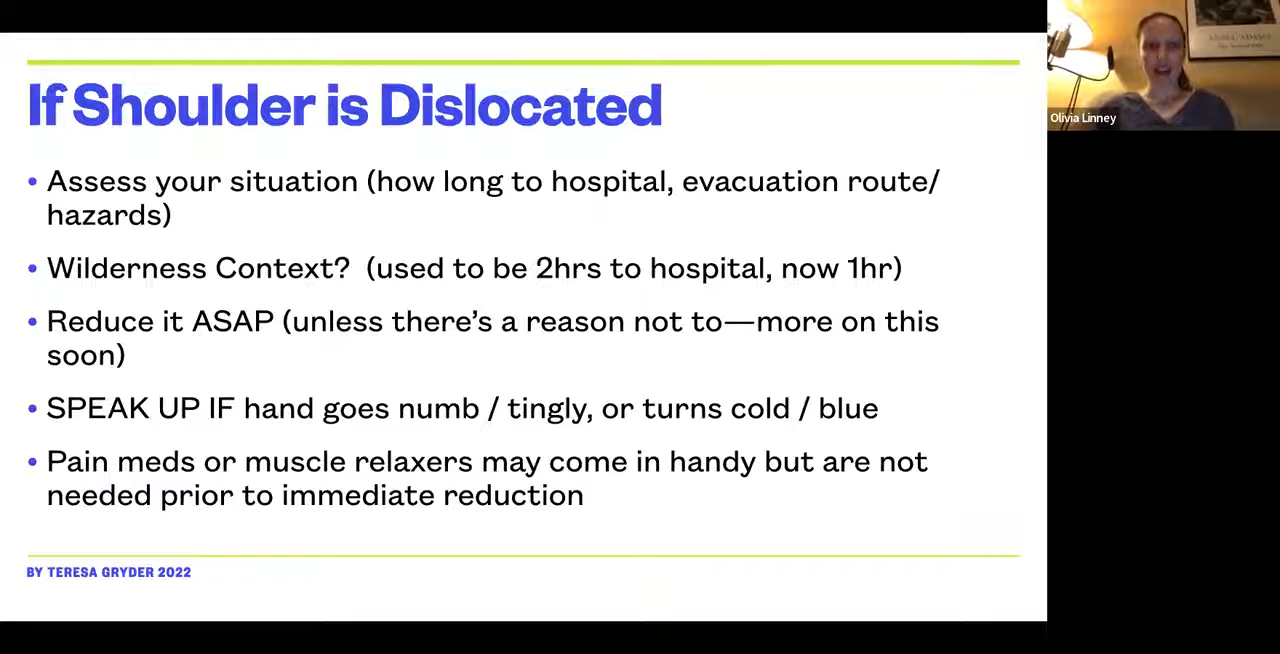 If Shoulder is Dislocated
• Assess your situation (how long to hospital, evacuation route/
hazards)
• Wilderness Context?  (used to be 2hrs to hospital, now 1hr)
• Reduce it ASAP (unless there's a reason not to—more on this
soon)
• SPEAK UP IF hand goes numb / tingly, or turns cold / blue
• Pain meds or muscle relaxers may come in handy but are not
needed prior to immediate reduction
BY TERESA GRYDER 2022
ANSEL ADAMS
Olivia Linney